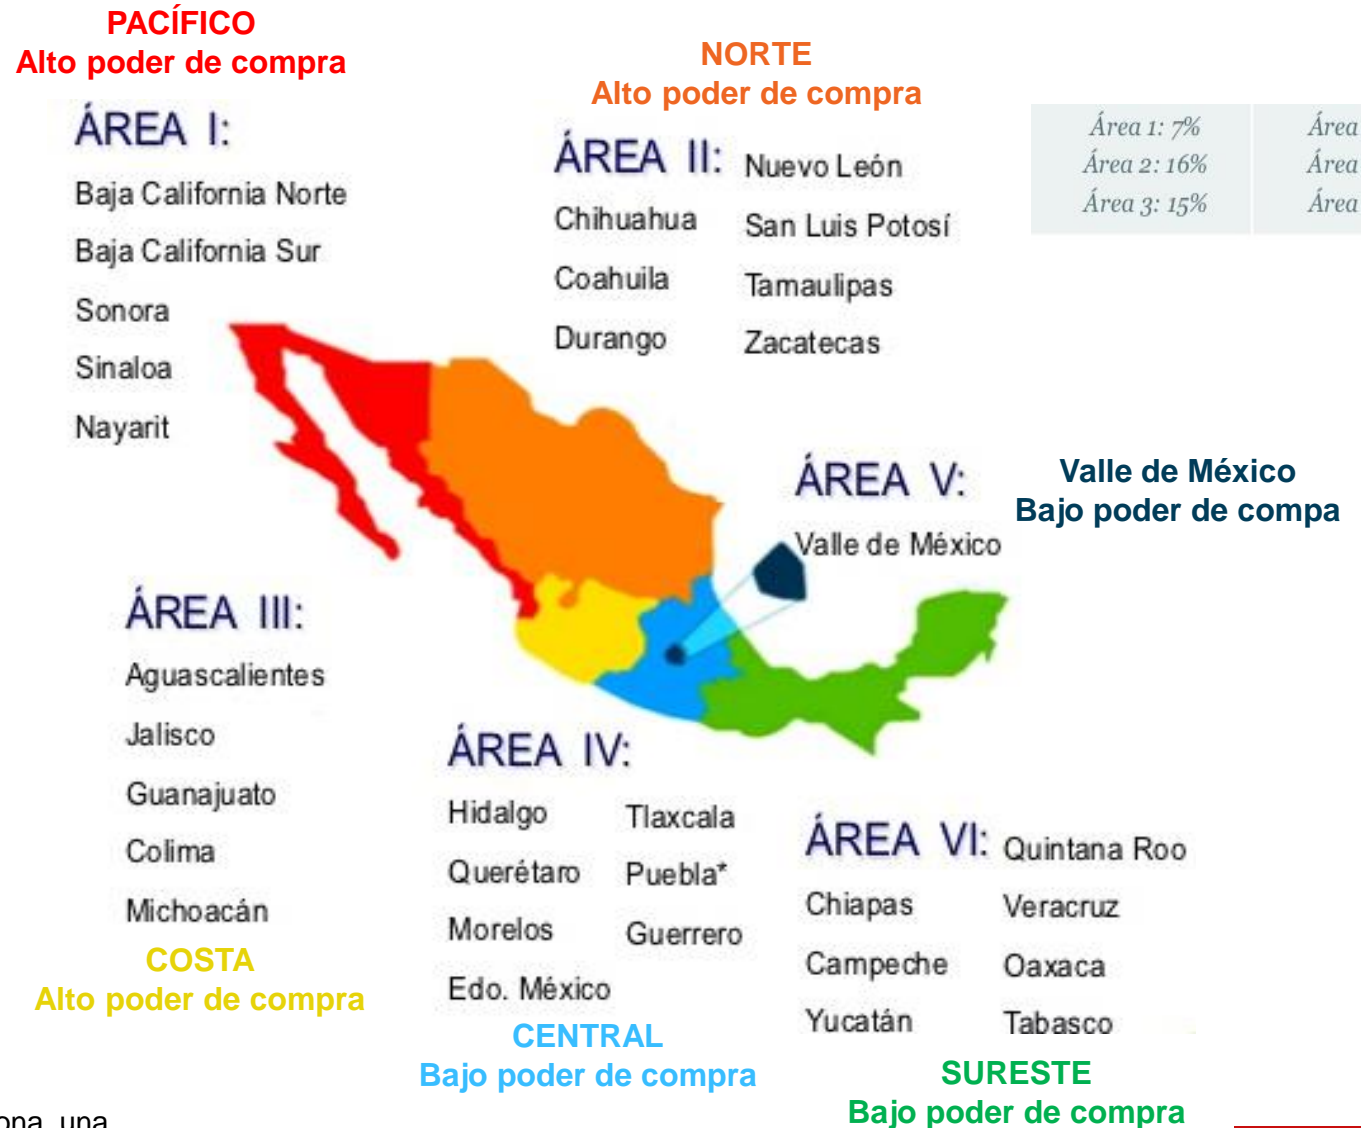 PACÍFICO
Alto poder de compra
ÁREA I:
Baja California Norte
Baja California Sur
Sonora
Sinaloa
Nayarit
NORTE
Alto poder de compra
ÁREA II:
Chihuahua
Coahuila
Durango
Nuevo León
San Luis Potosí
Tamaulipas
Zacatecas
Área 1: 7%
Área 2: 16%
Área 3: 15%
Área
Área
Área
ÁREA V:
Valle de México
Valle de México
Bajo poder de compa
ÁREA III:
Aguascalientes
Jalisco
Guanajuato
Colima
Michoacán
COSTA
Alto poder de compra
ÁREA IV:
Hidalgo
Querétaro
Morelos
Edo. México
Tlaxcala
Puebla*
Guerrero
CENTRAL
Bajo poder de compra
ÁREA VI:
Chiapas
Campeche
Yucatán
Quintana Roo
Veracruz
Oaxaca
Tabasco
SURESTE
Bajo poder de compra
una